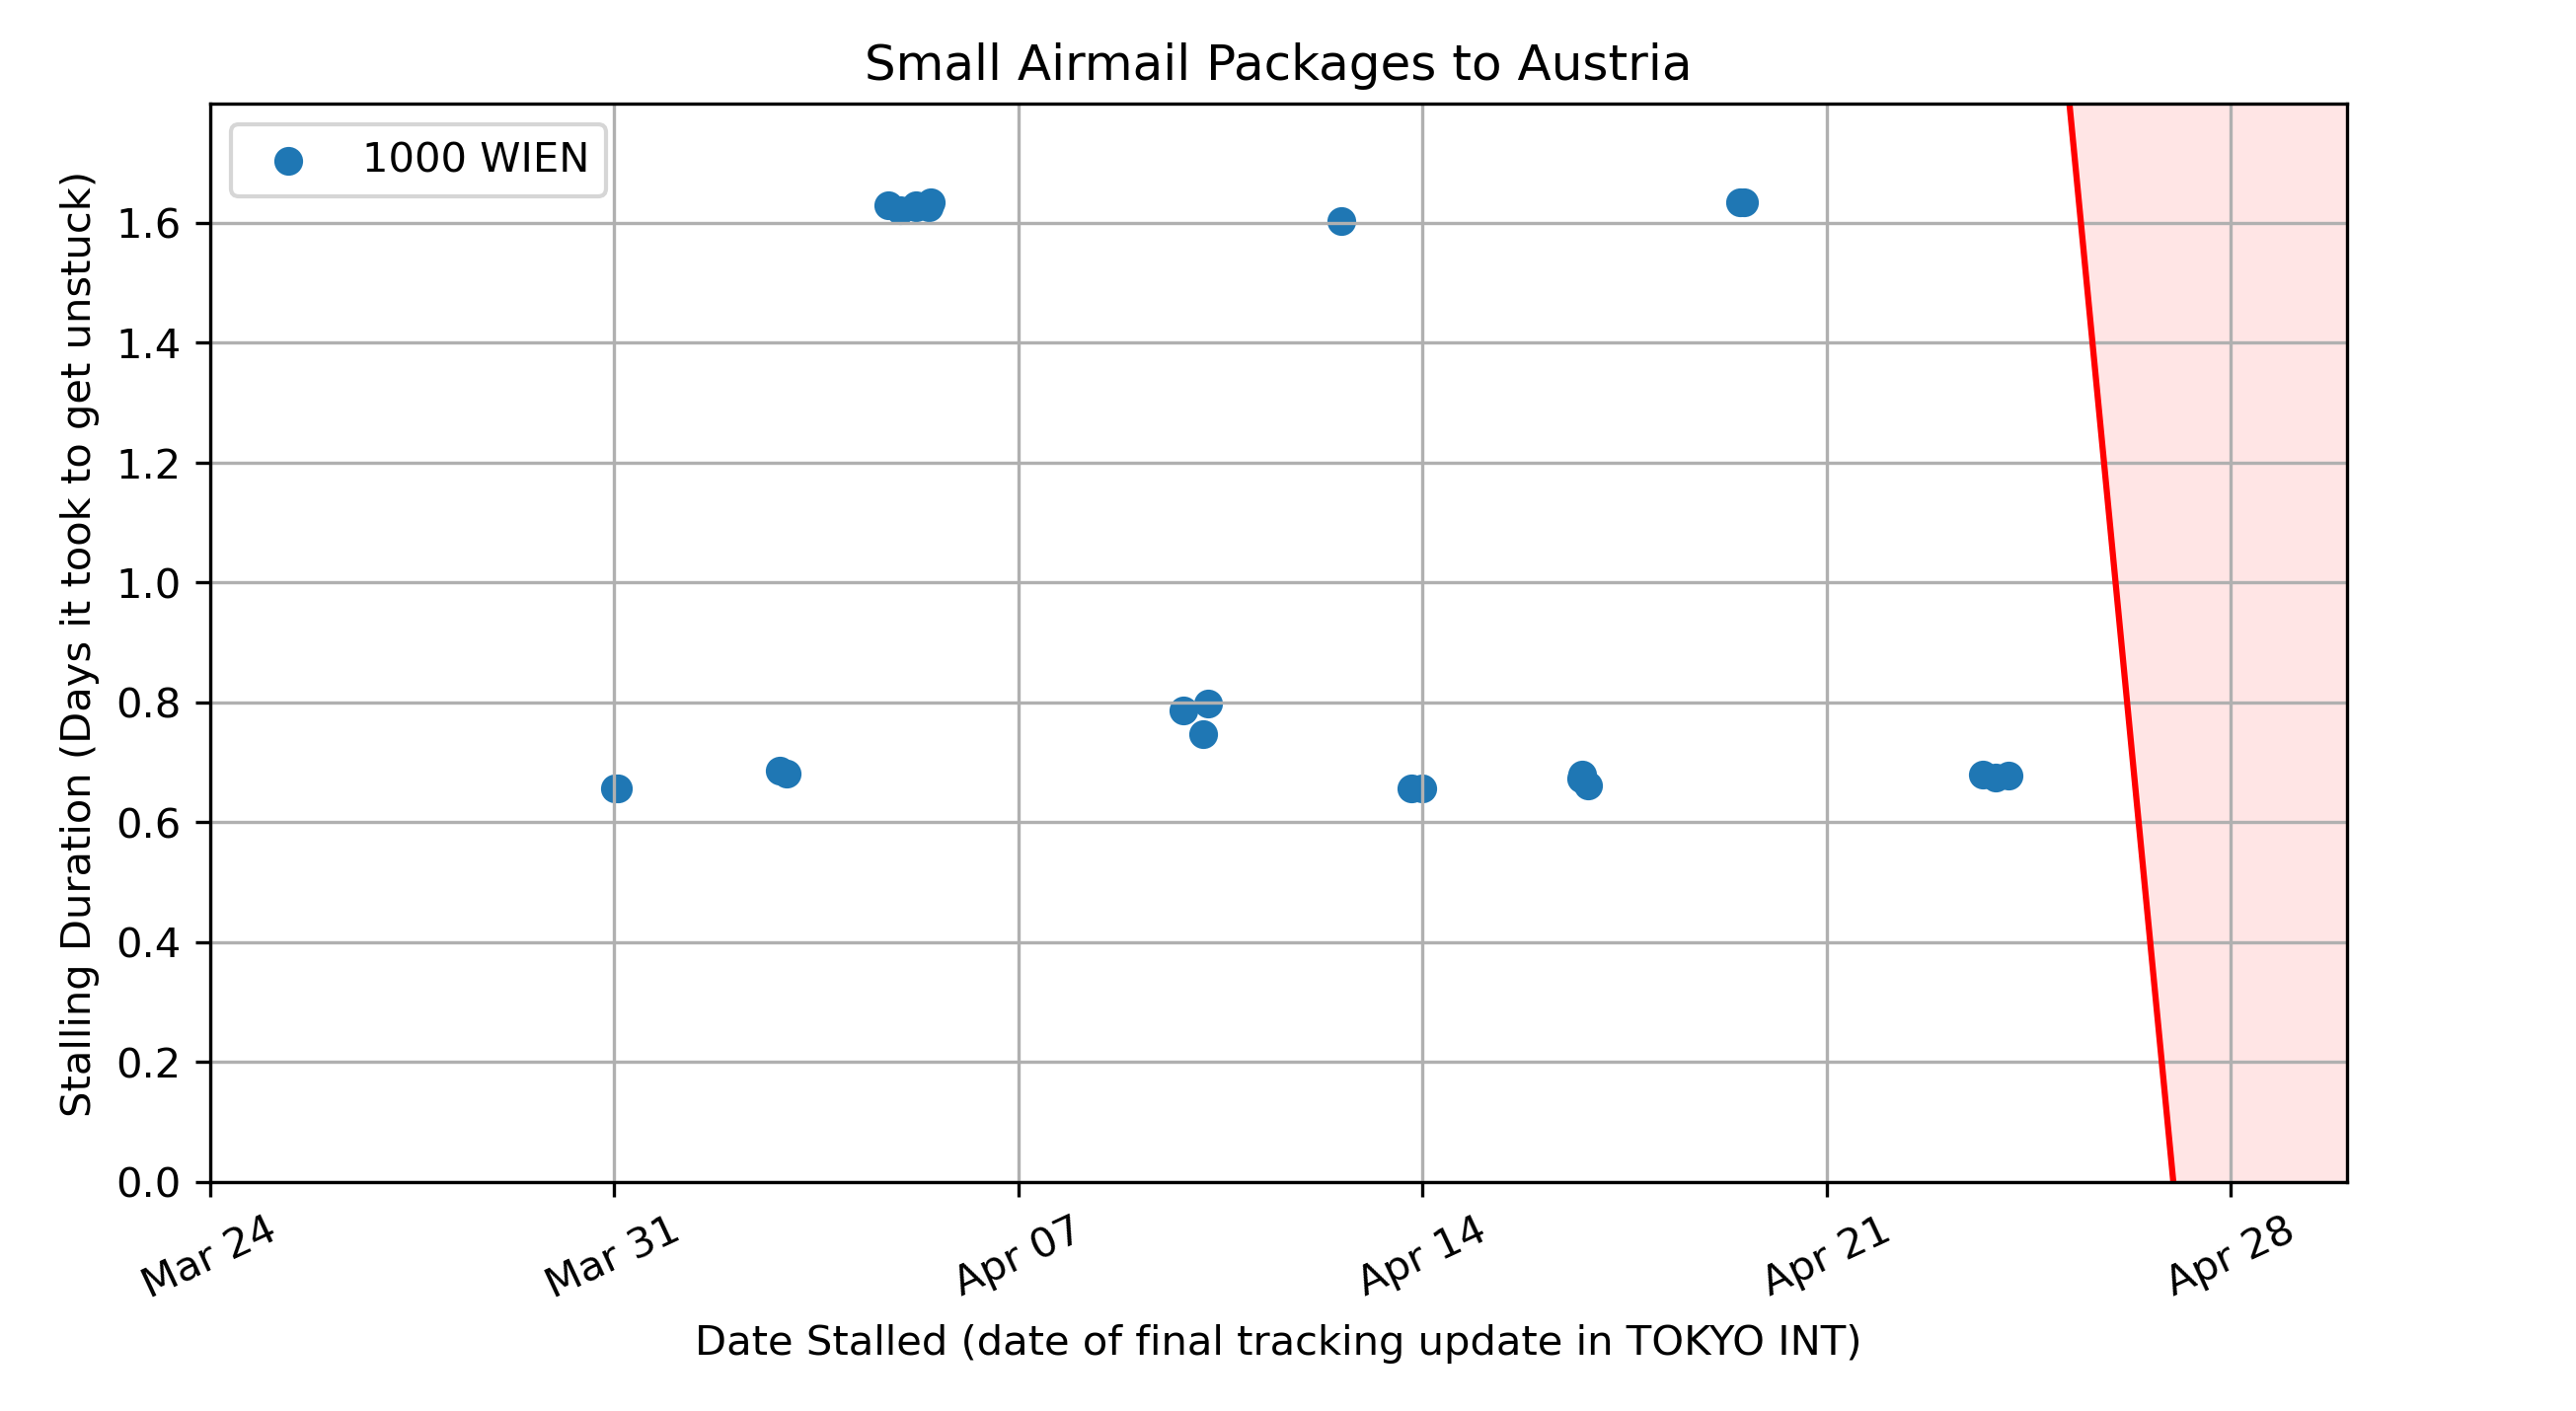 Small Airmail Packages to Austria
1000 WIEN
Stalling Duration (Days it took to get unstuck)
1.6
1.4
1.2
1.0
0.8
0.6
0.4
0.2
0.0
Mar 24
Mar 31
Apr 07
Apr 14
Apr 21
Apr 28
Date Stalled (date of final tracking update in TOKYO INT)